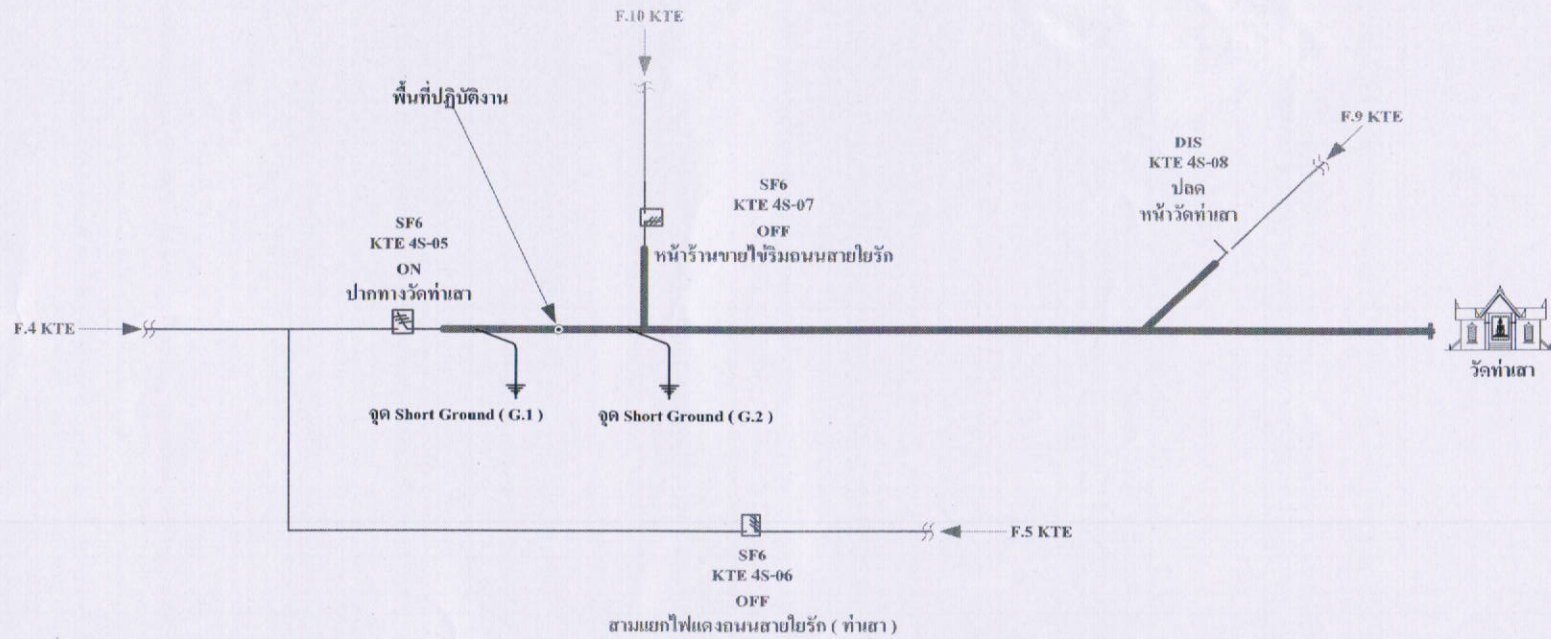 F.10 KTE
พื้นที่ปฏิบัติงาน
F.9 KTE
DIS
KTE 4S-08
ปลด
หน้าวัดท่าเสา
SF6
KTE 4S-07
OFF
หน้าร้านขายไข่ริมถนนสายใยรัก
SF6
KTE 4S-05
ON
ปากทางวัดท่าเสา
F.4 KTE
วัดท่าเสา
จุด Short Ground ( G.1 )
จุด Short Ground ( G.2 )
F.5 KTE
SF6
KTE 4S-06
OFF
สามแยกไฟแดงถนนสายใยรัก ( ท่าเสา )